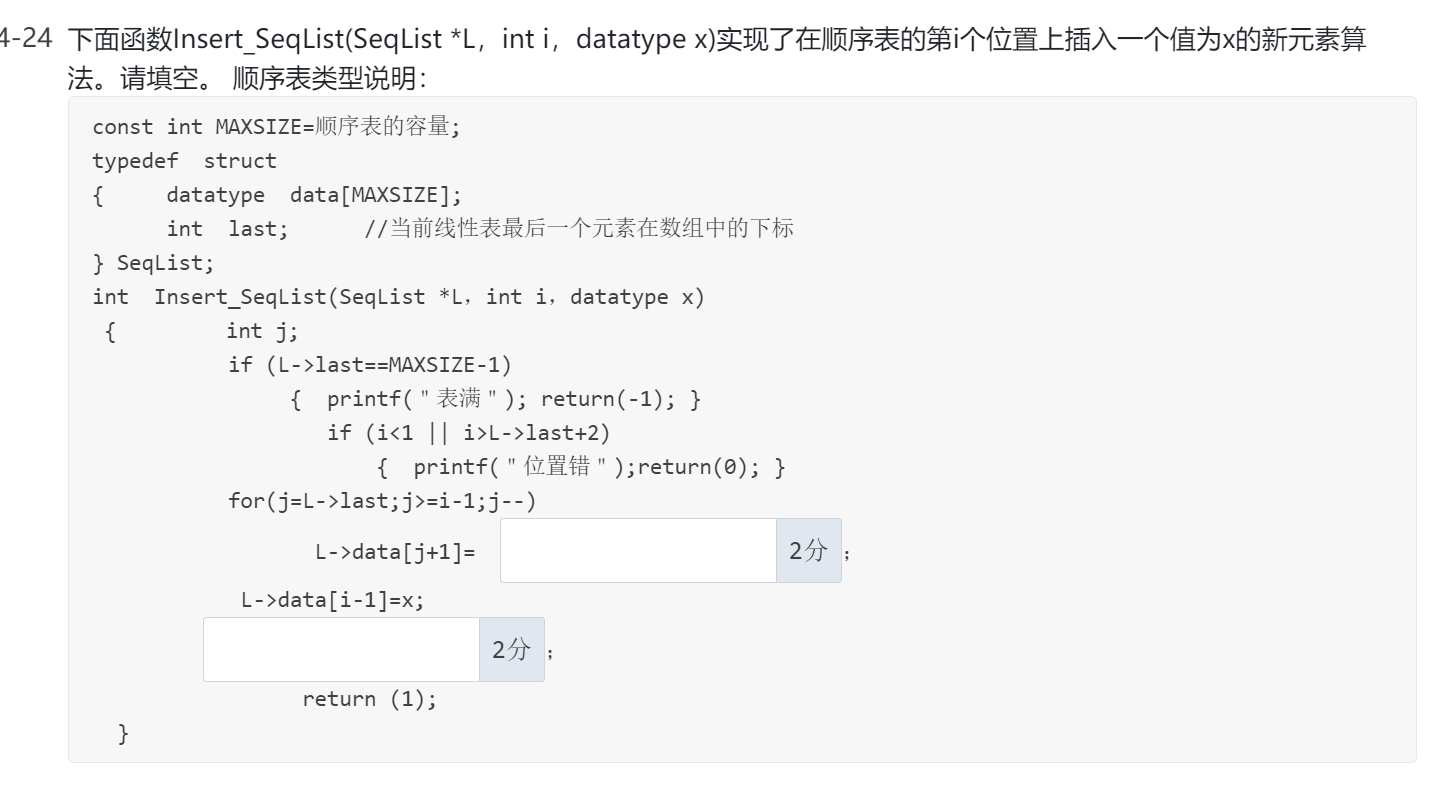 4-24 下面函数Insert_SeqList(SeqList *L，int i，datatype x)实现了在顺序表的第i个位置上插入一个值为x的新元素算
法。请填空。 顺序表类型说明：
const int MAXSIZE=顺序表的容量;
typedef  struct
{     datatype  data[MAXSIZE];
      int  last;      //当前线性表最后一个元素在数组中的下标
} SeqList;
int  Insert_SeqList(SeqList *L，int i，datatype x)
{         int j;
if (L->last==MAXSIZE-1)
{  printf(＂表满＂); return(-1); }
if (i<1 || i>L->last+2)
{  printf(＂位置错＂);return(0); }
for(j=L->last;j>=i-1;j--)
L->data[j+1]= 2分 ;
L->data[i-1]=x;
2分 ;
return (1);
}